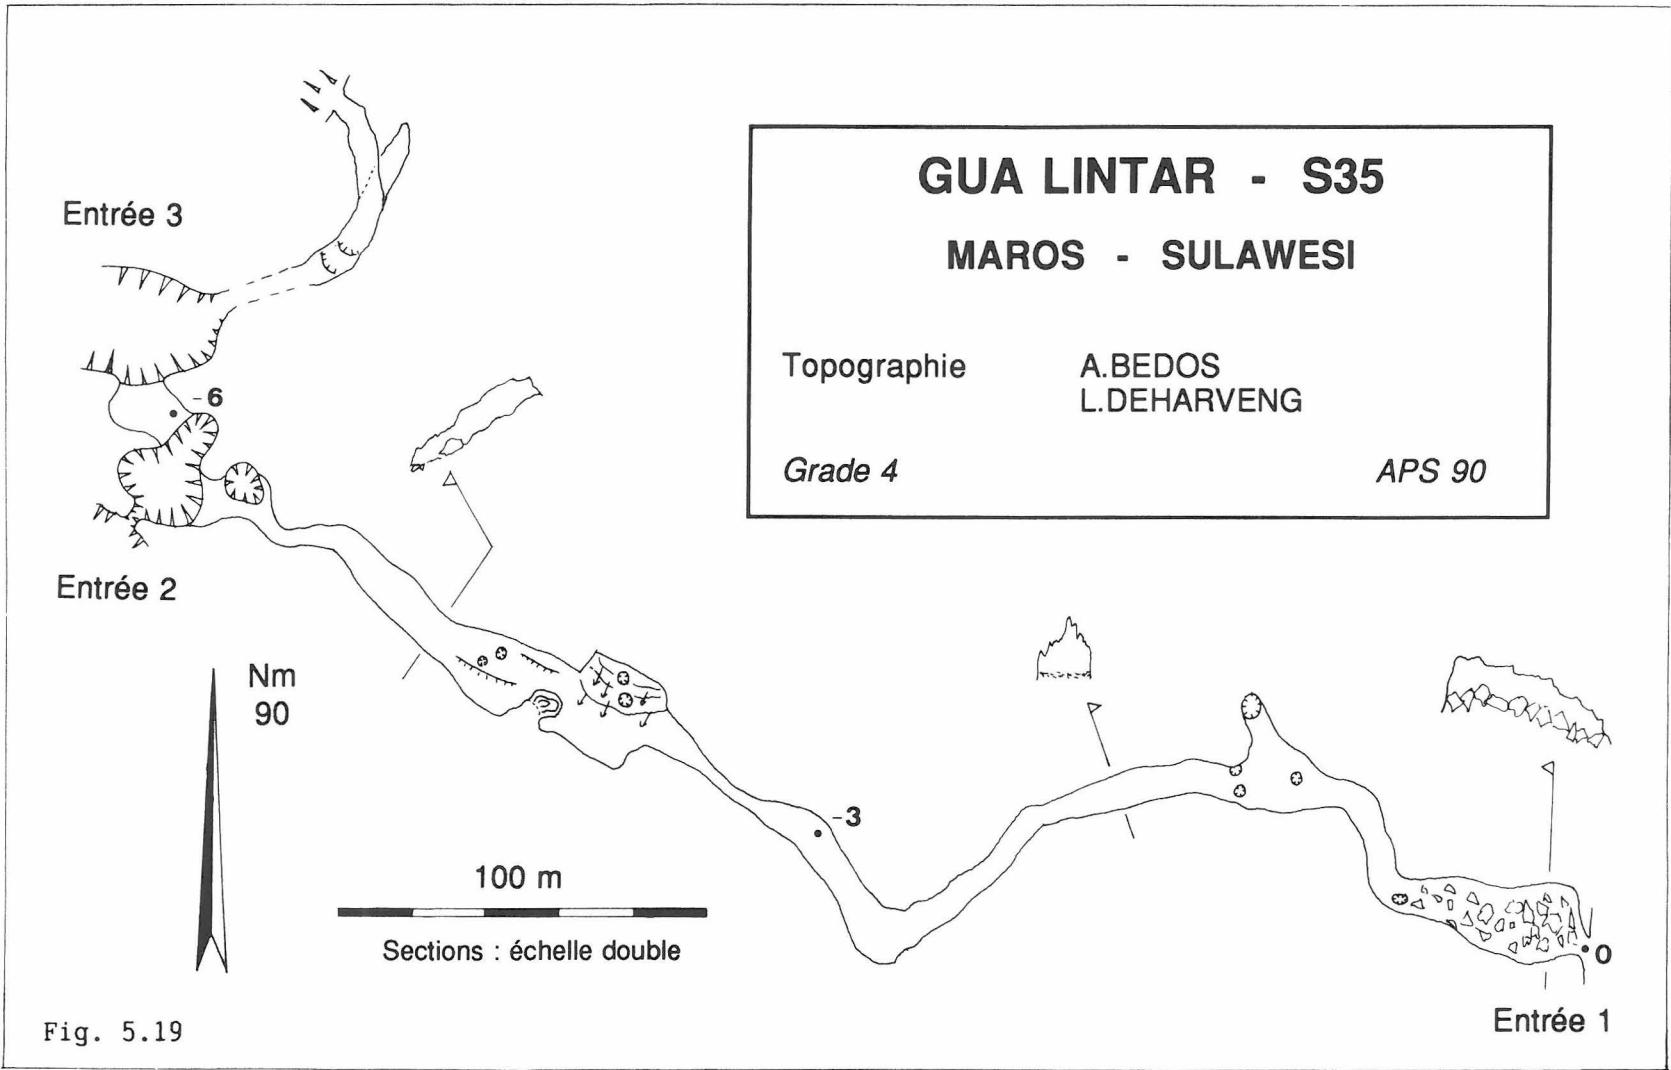 GUA LINTAR - S35
MAROS - SULAWESI
Topographie A.BEDOS
L.DEHARVENG
Grade 4 APS 90
Entrée 3
-6
Entrée 2
Nm
90
100 m
Sections : échelle double
-3
0
Entrée 1
Fig. 5.19